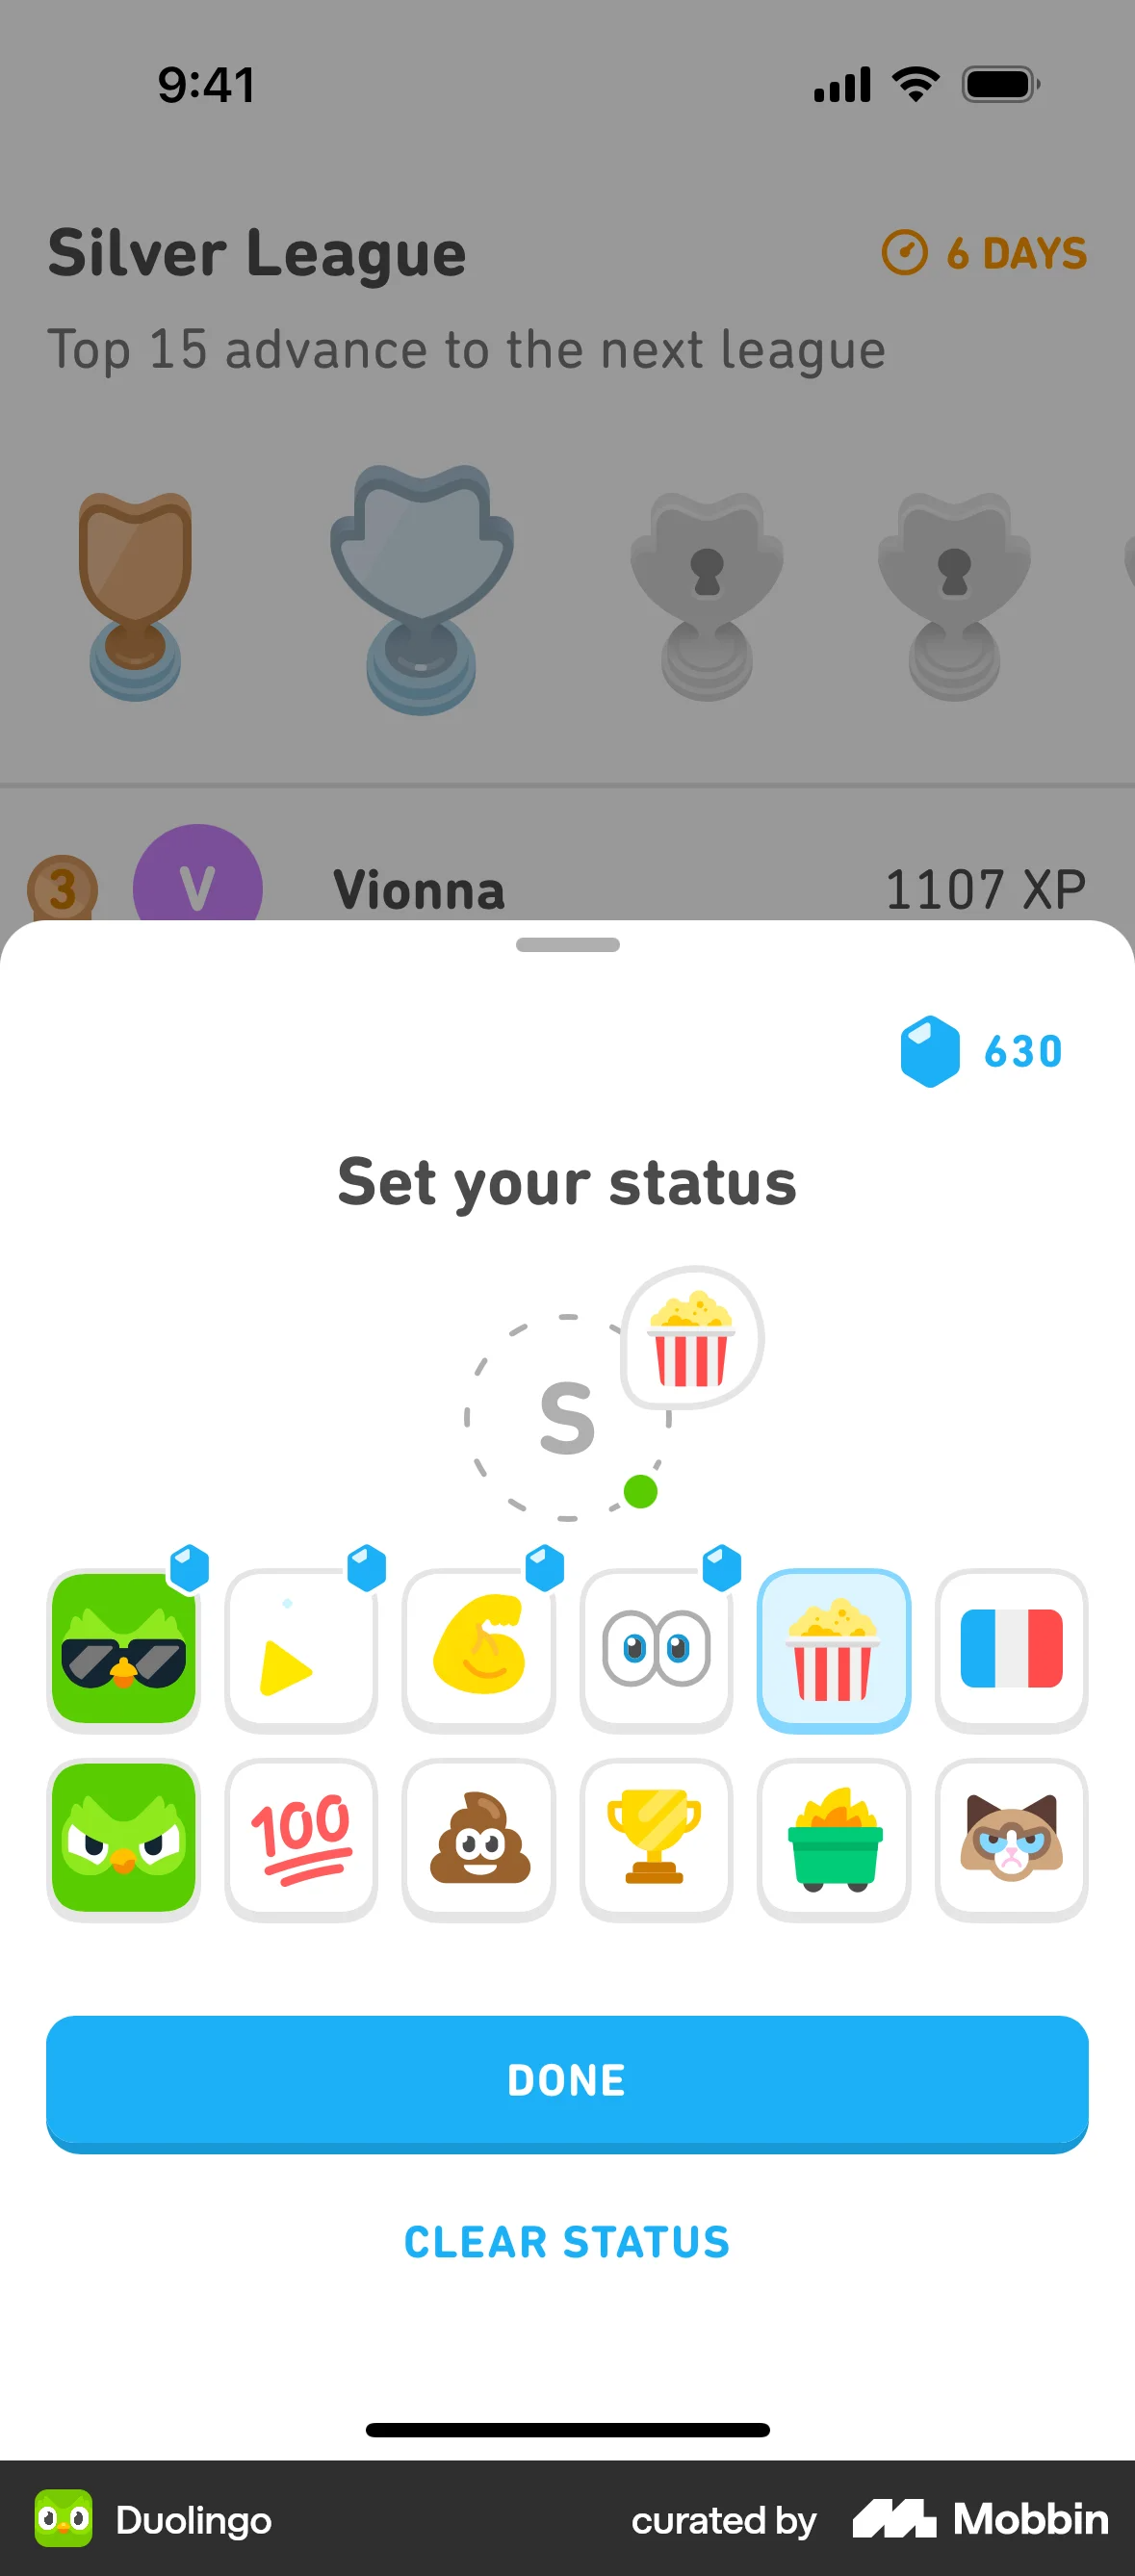 9:41
Silver League
6 DAYS
Top 15 advance to the next league
3
V
Vionna
1107 XP
630
Set your status
S
100
DONE
CLEAR STATUS
Duolingo
curated by
Mobbin